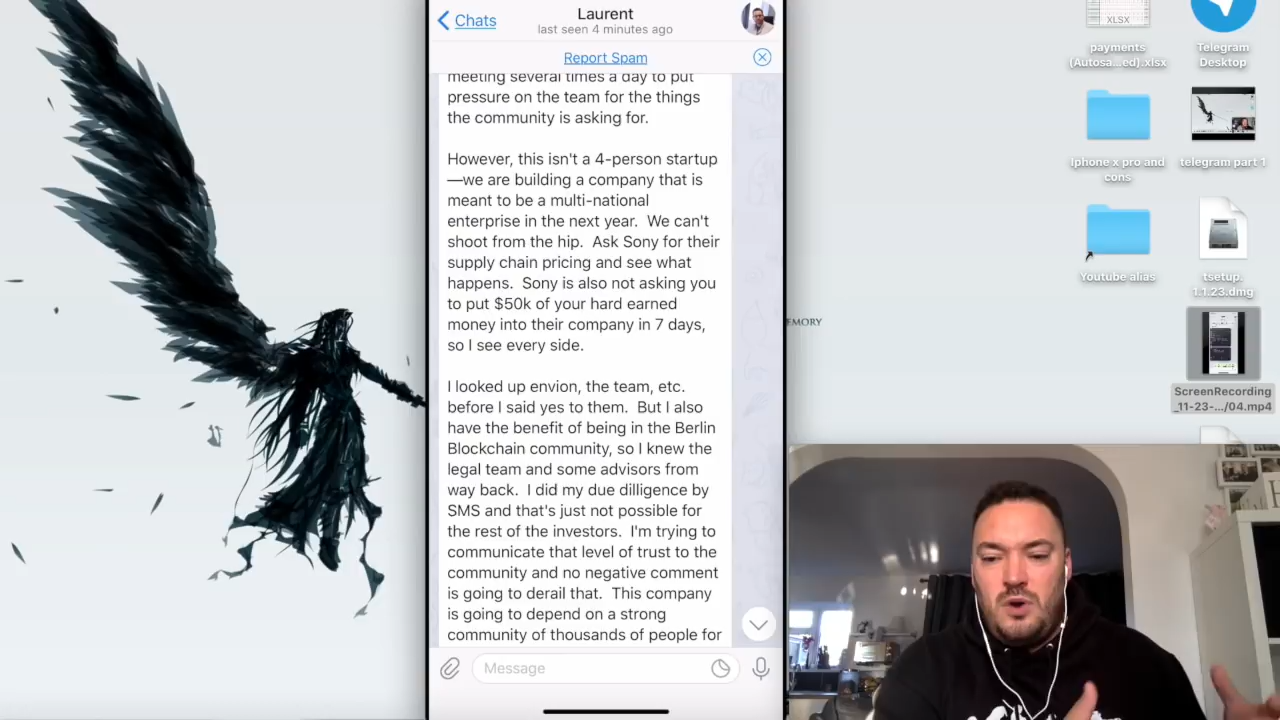 Chats
Laurent
last seen 4 minutes ago
Report Spam
meeting several times a day to put
pressure on the team for the things
the community is asking for.
However, this isn't a 4-person startup
—we are building a company that is
meant to be a multi-national
enterprise in the next year.  We can't
shoot from the hip.  Ask Sony for their
supply chain pricing and see what
happens.  Sony is also not asking you
to put $50k of your hard earned
money into their company in 7 days,
so I see every side.
I looked up envion, the team, etc.
before I said yes to them.  But I also
have the benefit of being in the Berlin
Blockchain community, so I knew the
legal team and some advisors from
way back.  I did my due dilligence by
SMS and that's just not possible for
the rest of the investors.  I'm trying to
communicate that level of trust to the
community and no negative comment
is going to derail that.  This company
is going to depend on a strong
community of thousands of people for
Message
EMORY
XLSX
payments
(Autosa...ed).xlsx
Telegram
Desktop
Iphone x pro and
cons
telegram part 1
Youtube alias
tsetup.
1.1.23.dmg
ScreenRecording
_11-23-.../04.mp4